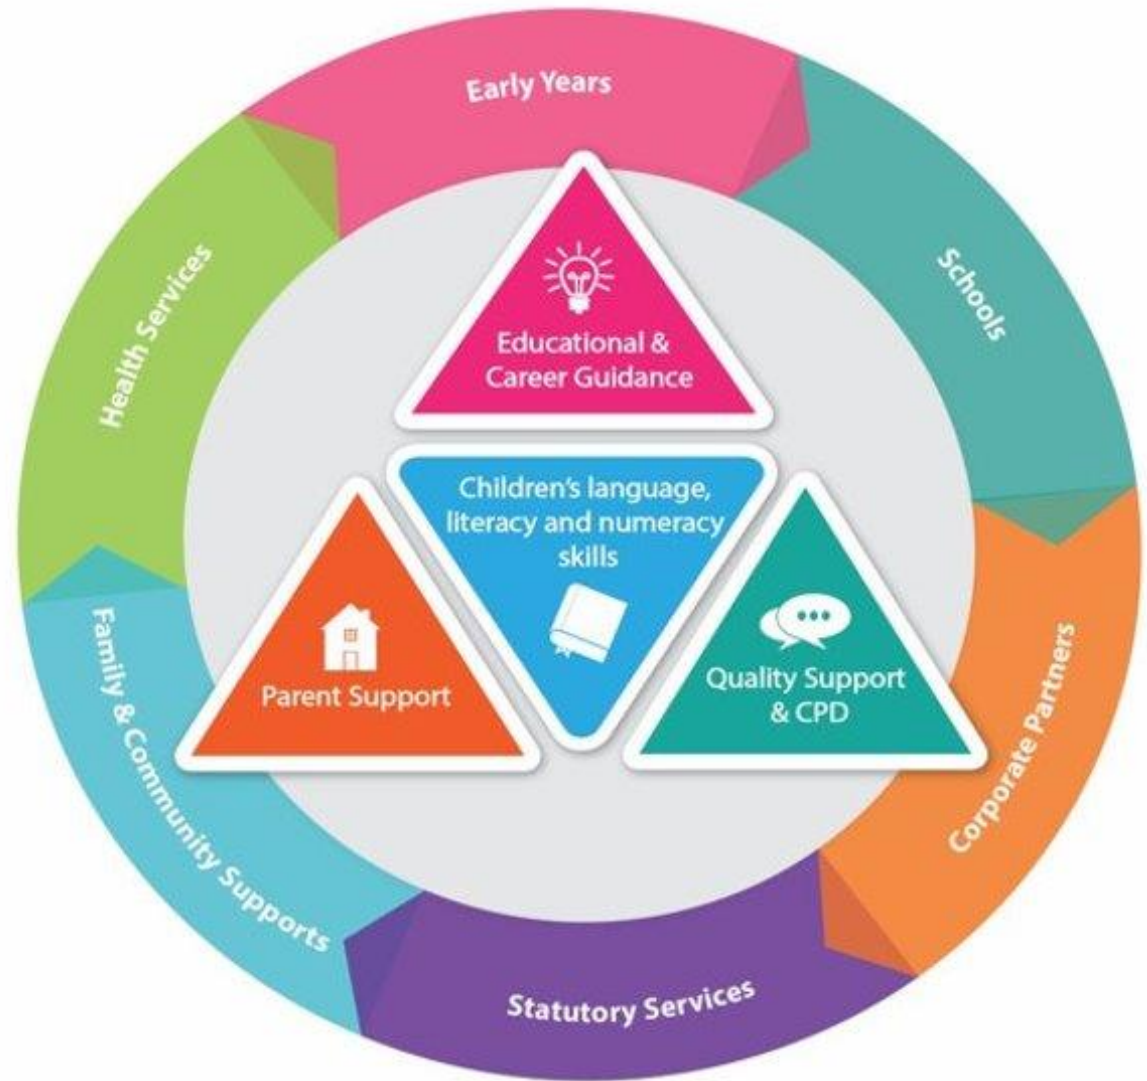 Early Years
Schools
Corporate Partners
Statutory Services
Family & Community Supports
Health Services
Educational &
Career Guidance
Children's language,
literacy and numeracy
skills
Parent Support
Quality Support
& CPD